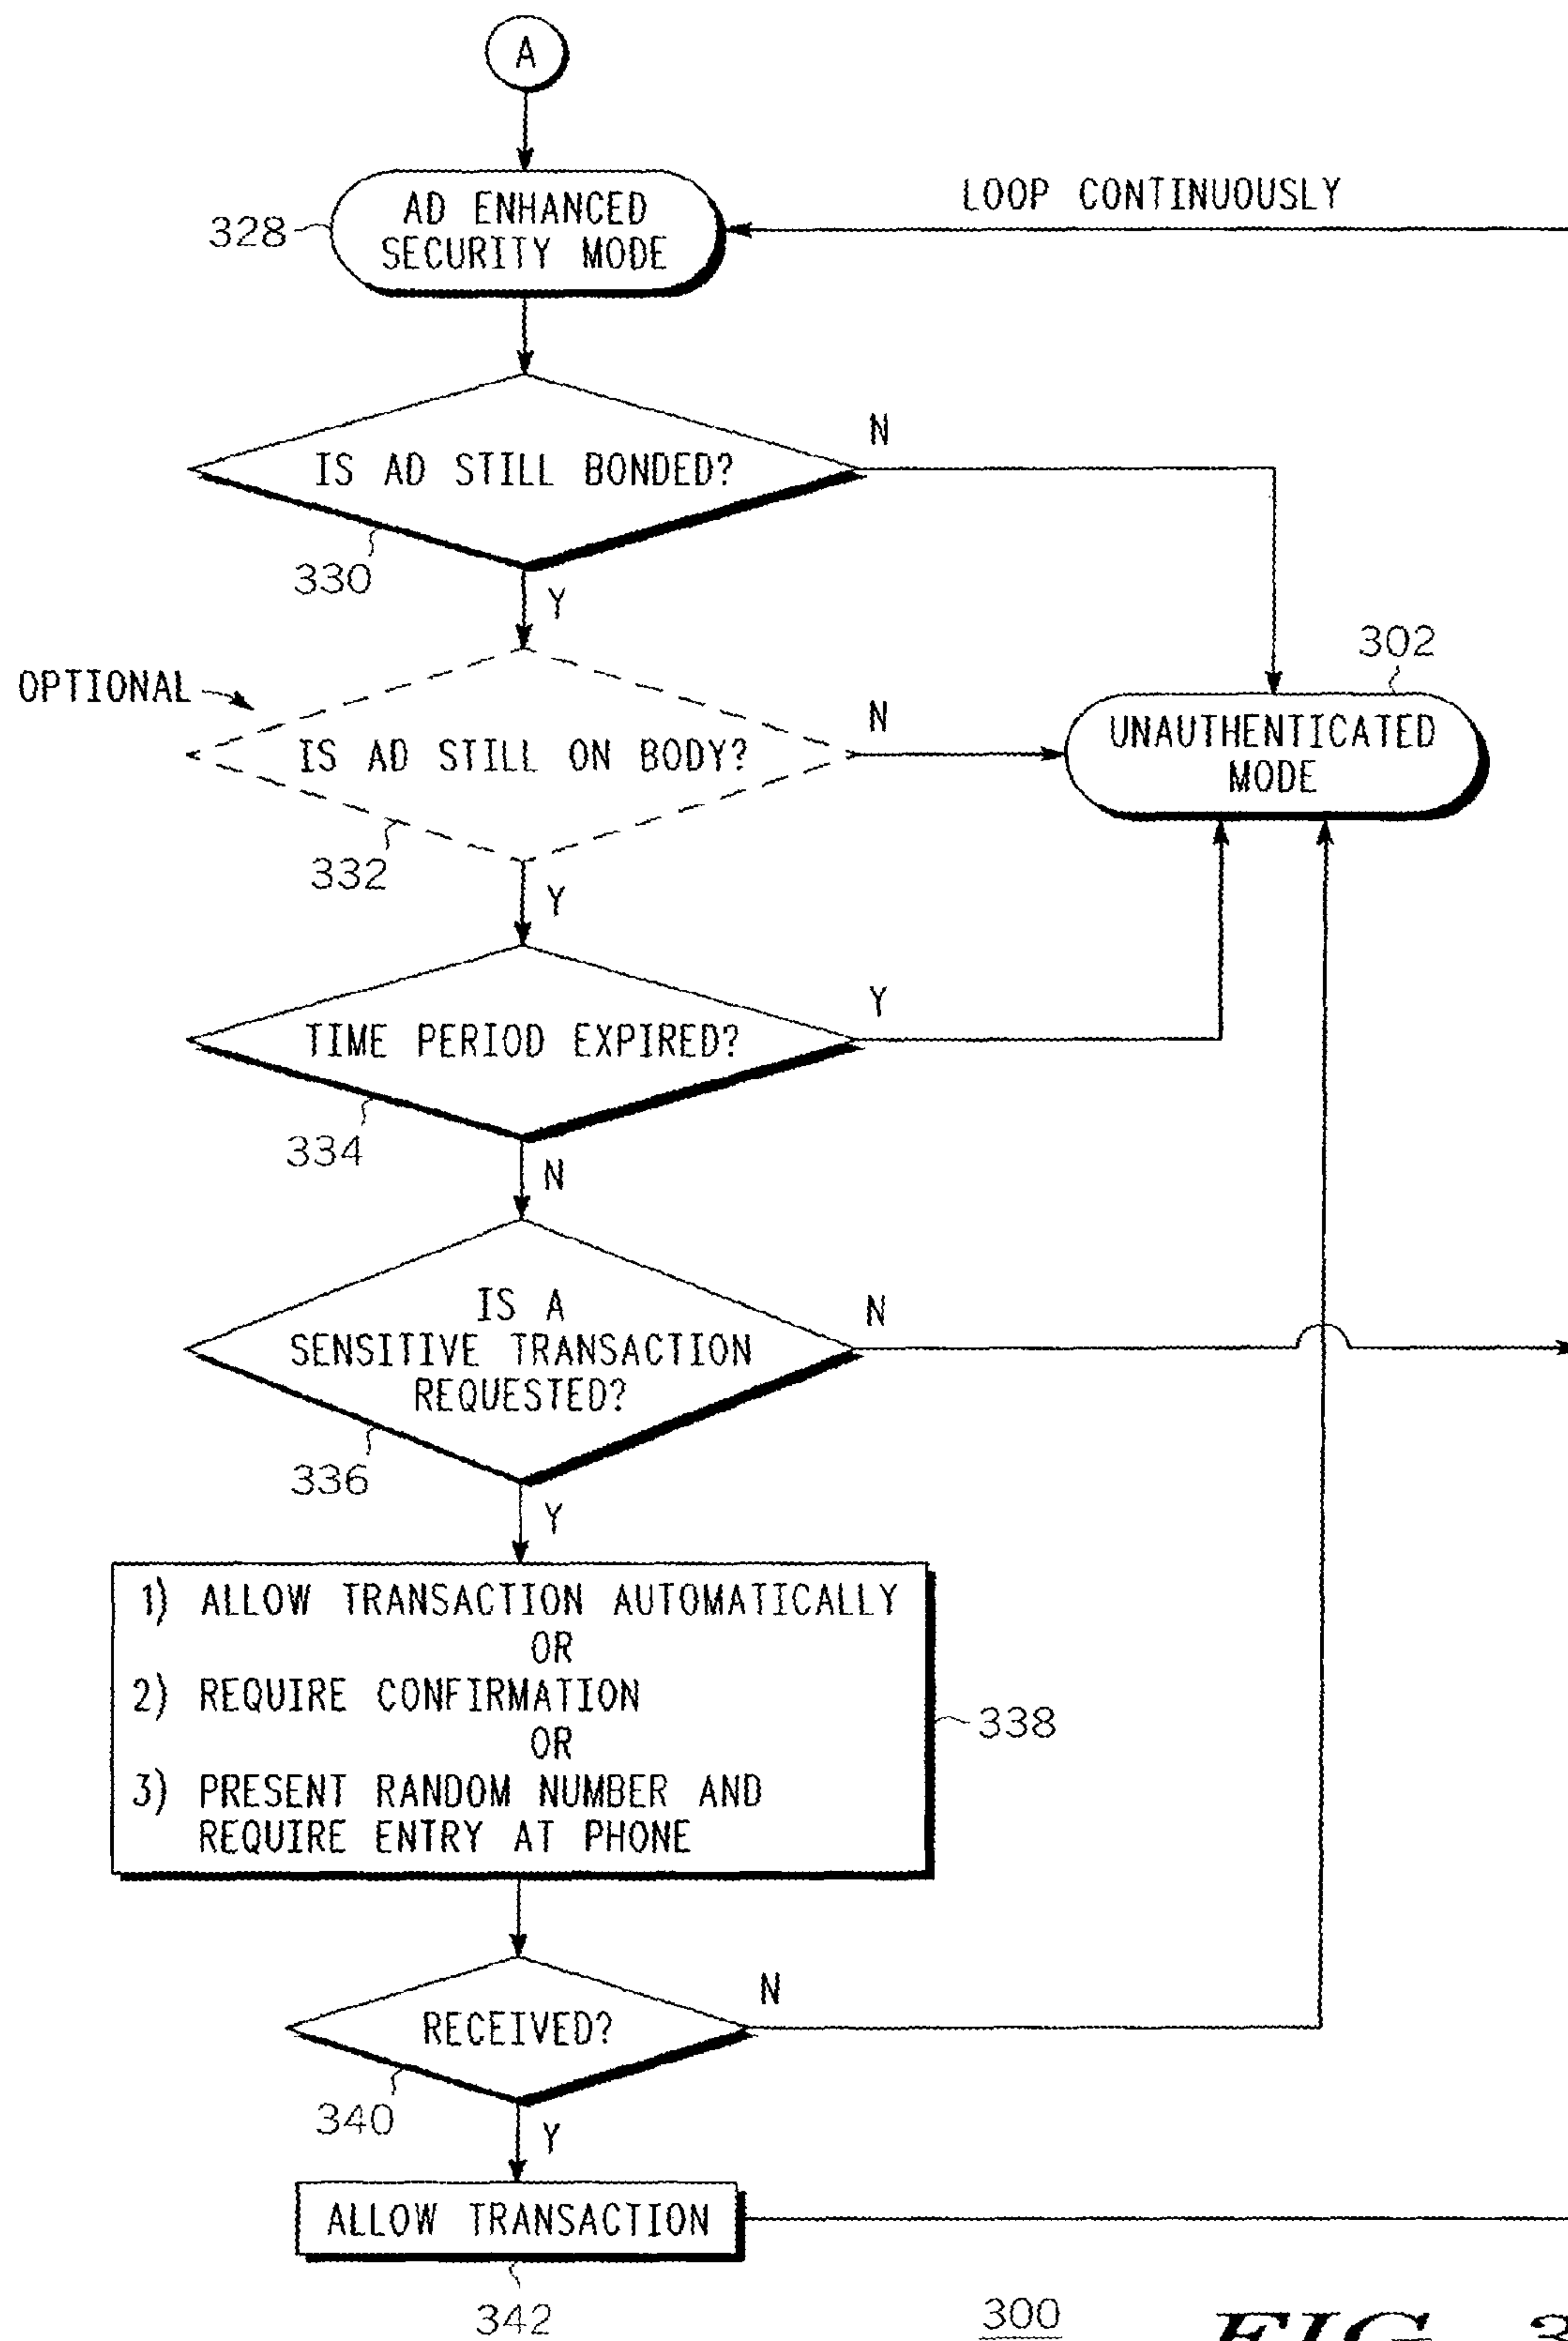 A
AD ENHANCED
SECURITY MODE
328
LOOP CONTINUOUSLY
IS AD STILL BONDED?
N
330
Y
302
OPTIONAL
IS AD STILL ON BODY?
N
UNAUTHENTICATED
MODE
332
Y
TIME PERIOD EXPIRED?
Y
334
N
IS A
SENSITIVE TRANSACTION
REQUESTED?
N
336
Y
1) ALLOW TRANSACTION AUTOMATICALLY
OR
2) REQUIRE CONFIRMATION
OR
3) PRESENT RANDOM NUMBER AND
REQUIRE ENTRY AT PHONE
338
RECEIVED?
N
340
Y
ALLOW TRANSACTION
342
300
FIG. 3